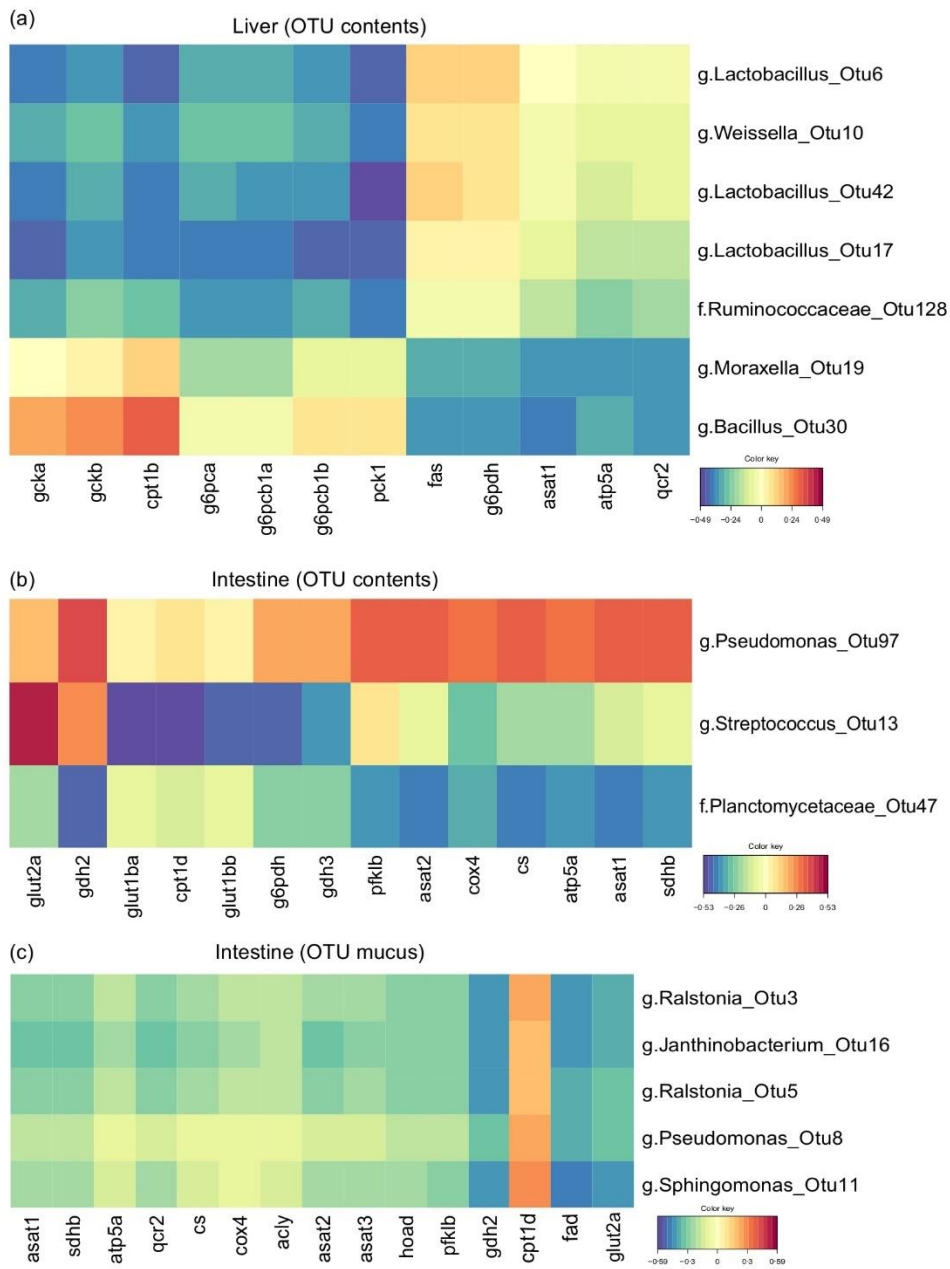 (a)
Liver (OTU contents)
g.Lactobacillus_Otu6
g.Weissella_Otu10
g.Lactobacillus_Otu42
g.Lactobacillus_Otu17
f.Ruminococcaceae_Otu128
g.Moraxella_Otu19
g.Bacillus_Otu30
gcka gckb cpt1b g6pca g6pcb1a g6pcb1b pck1 fas g6pdh asat1 atp5a qcr2
Color key
−0·49 −0·24 0 0·24 0·49
(b)
Intestine (OTU contents)
g.Pseudomonas_Otu97
g.Streptococcus_Otu13
f.Planctomycetaceae_Otu47
glut2a gdh2 glut1ba cpt1d glut1bb g6pdh gdh3 pfklb asat2 cox4 cs atp5a asat1 sdhb
Color key
−0·53 −0·26 0 0·26 0·53
(c)
Intestine (OTU mucus)
g.Ralstonia_Otu3
g.Janthinobacterium_Otu16
g.Ralstonia_Otu5
g.Pseudomonas_Otu8
g.Sphingomonas_Otu11
asat1 sdhb atp5a qcr2 cs cox4 acly asat2 asat3 hoad pfklb gdh2 cpt1d fad glut2a
Color key
−0·59 −0·3 0 0·3 0·59